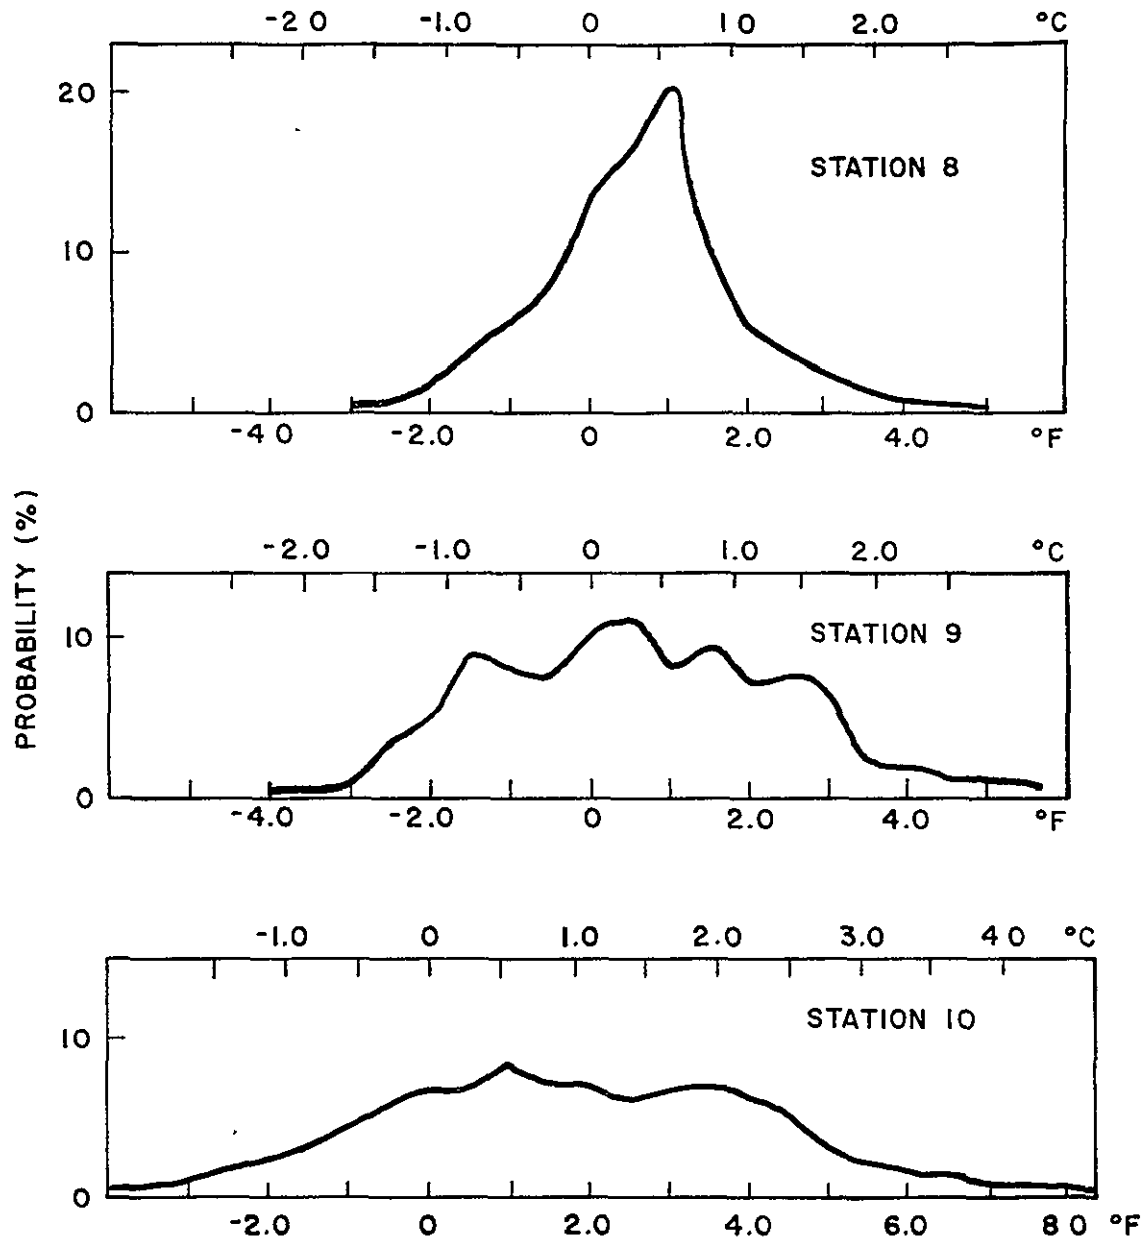 -2 0 -1.0 0 1 0 2.0 °C
20
STATION 8
10
0
-4 0 -2.0 0 2.0 4.0 °F
PROBABILITY (%)
-2.0 -1.0 0 1.0 2.0 °C
10
STATION 9
0
-4.0 -2.0 0 2.0 4.0 °F
-1.0 0 1.0 2.0 3.0 4 0 °C
STATION 10
10
0
-2.0 0 2.0 4.0 6.0 8 0 °F